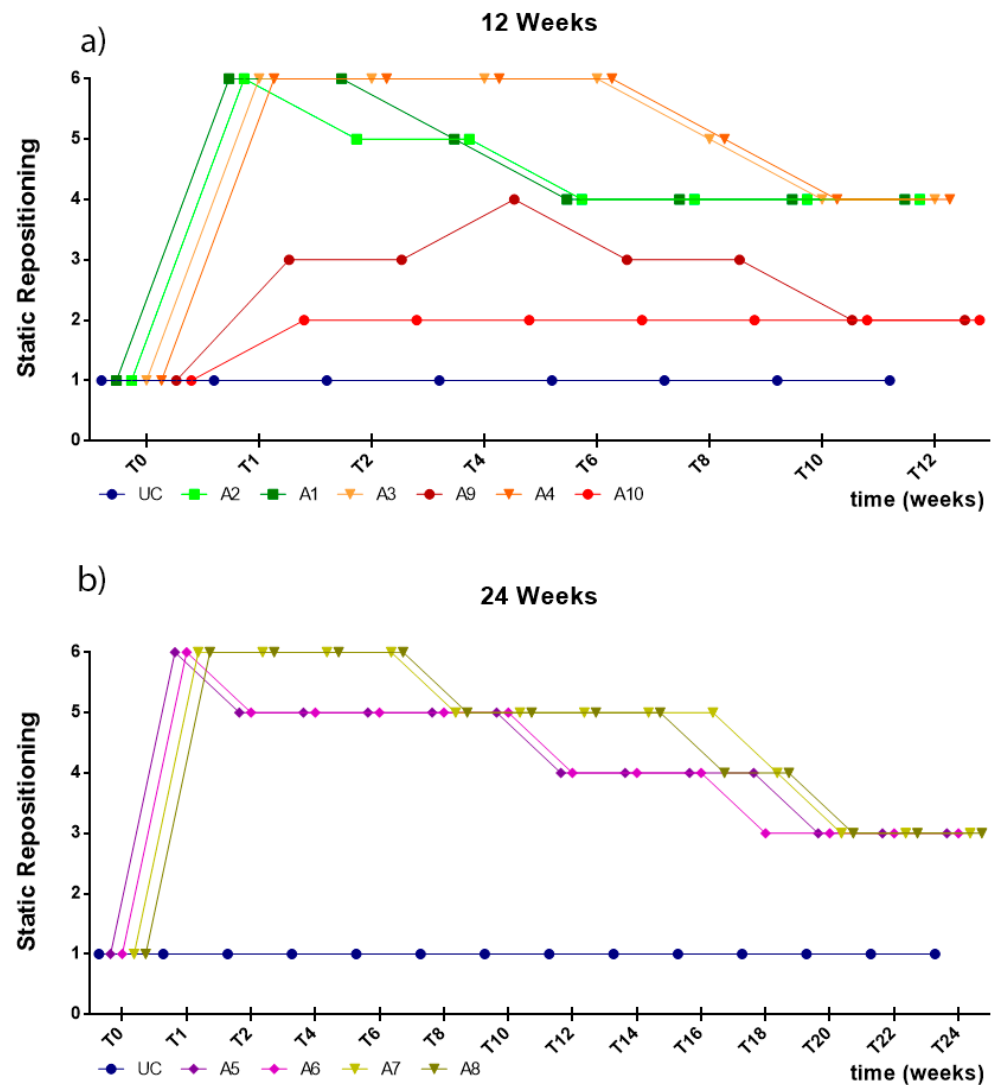 a)
12 Weeks
Static Repositioning
6
5
4
3
2
1
0
T0 T1 T2 T4 T6 T8 T10 T12
UC A2 A1 A3 A9 A4 A10
time (weeks)
b)
24 Weeks
Static Repositioning
6
5
4
3
2
1
0
T0 T1 T2 T4 T6 T8 T10 T12 T14 T16 T18 T20 T22 T24
UC A5 A6 A7 A8
time (weeks)